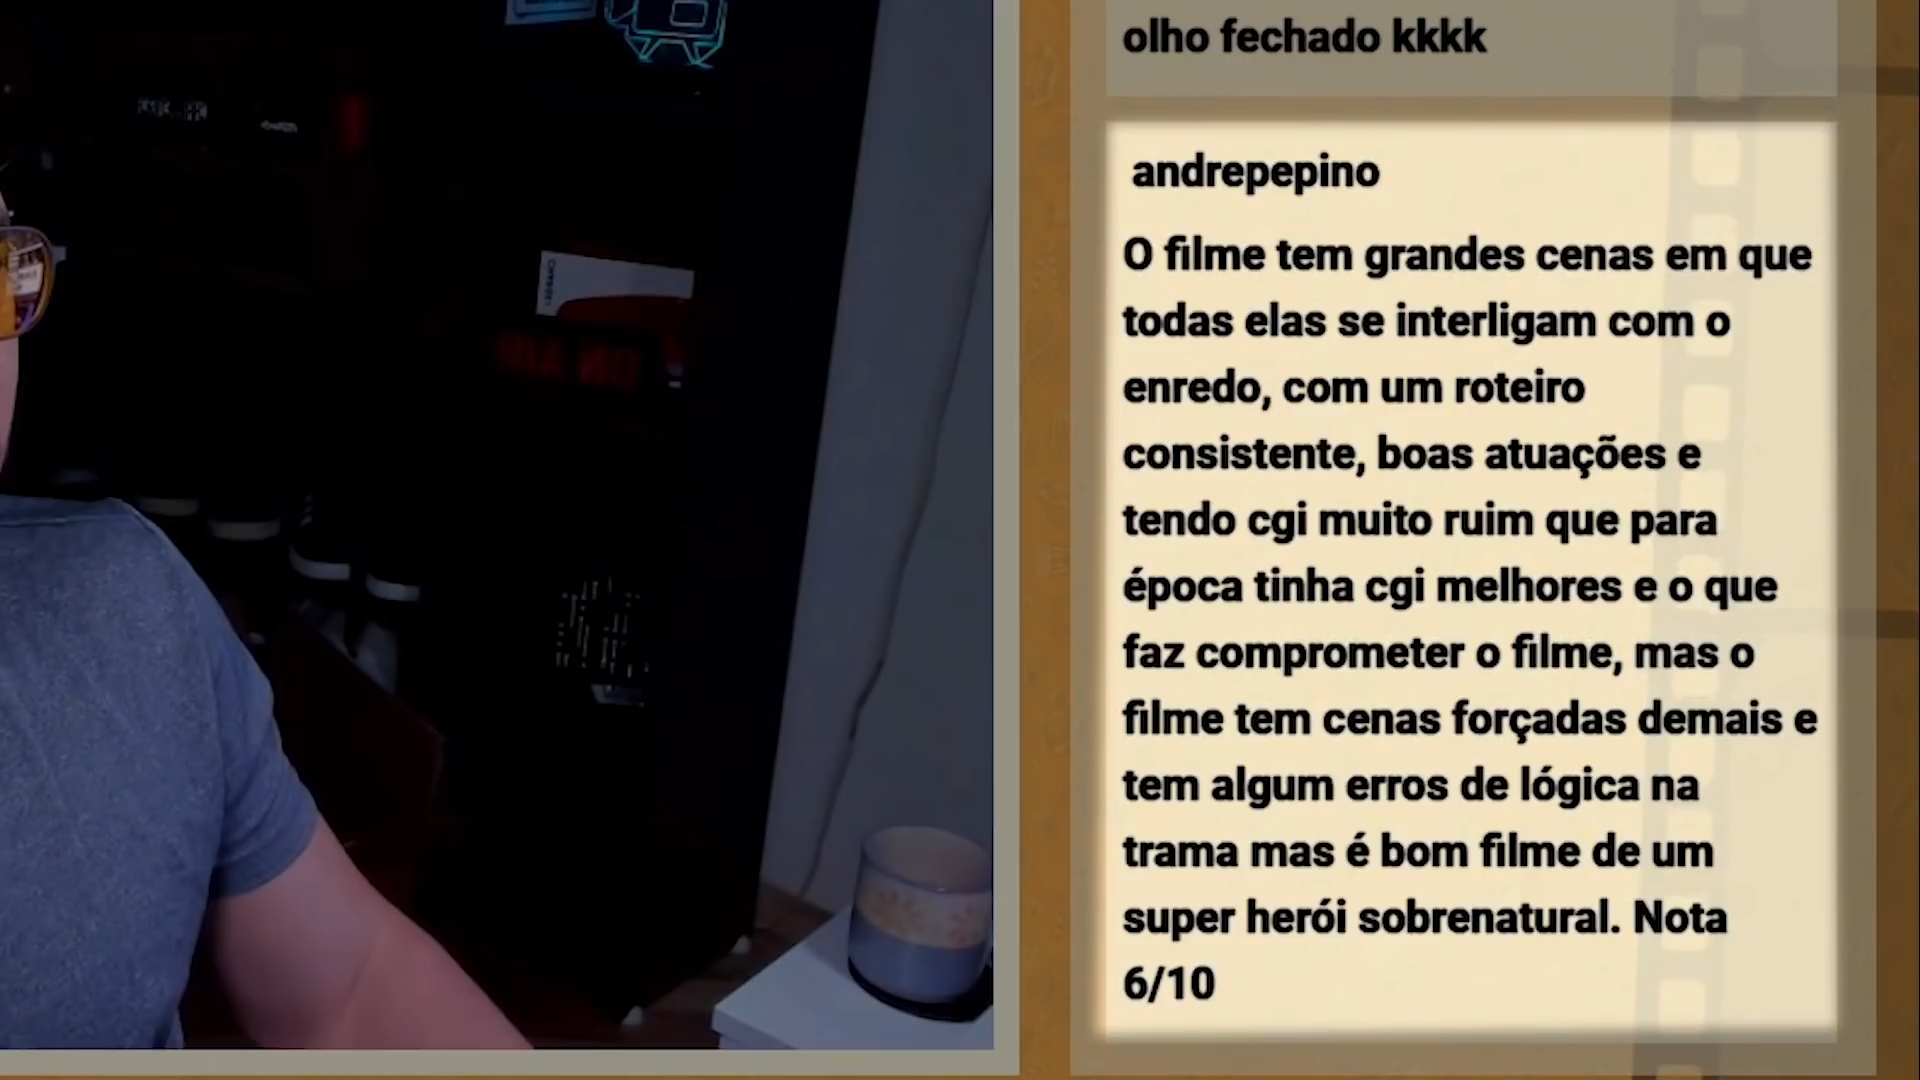 olho fechado kkkk
andrepepino
O filme tem grandes cenas em que
todas elas se interligam com o
enredo, com um roteiro
consistente, boas atuações e
tendo cgi muito ruim que para
época tinha cgi melhores e o que
faz comprometer o filme, mas o
filme tem cenas forçadas demais e
tem algum erros de lógica na
trama mas é bom filme de um
super herói sobrenatural. Nota
6/10